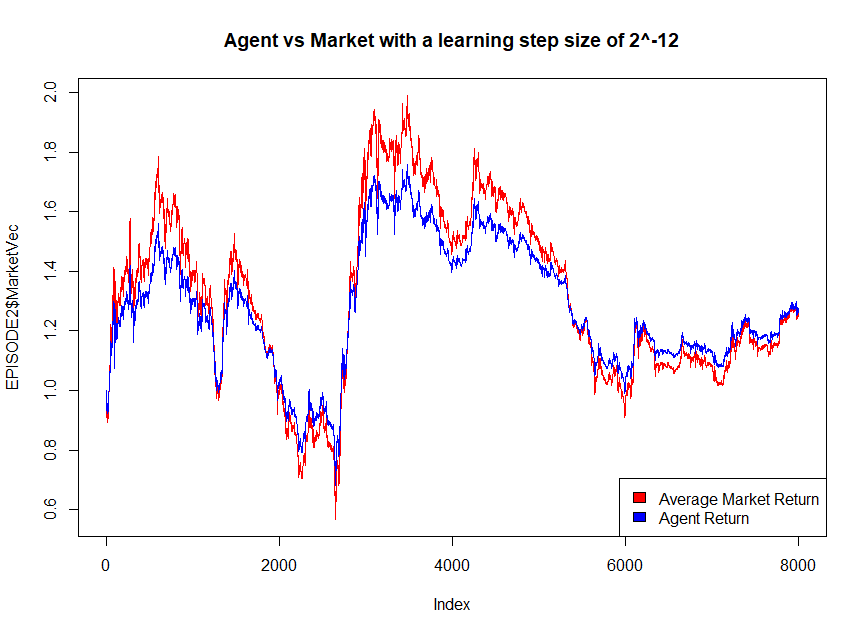 Agent vs Market with a learning step size of 2^-12
EPISODE2$MarketVec
2.0
1.8
1.6
1.4
1.2
1.0
0.8
0.6
Average Market Return
Agent Return
0 2000 4000 6000 8000
Index